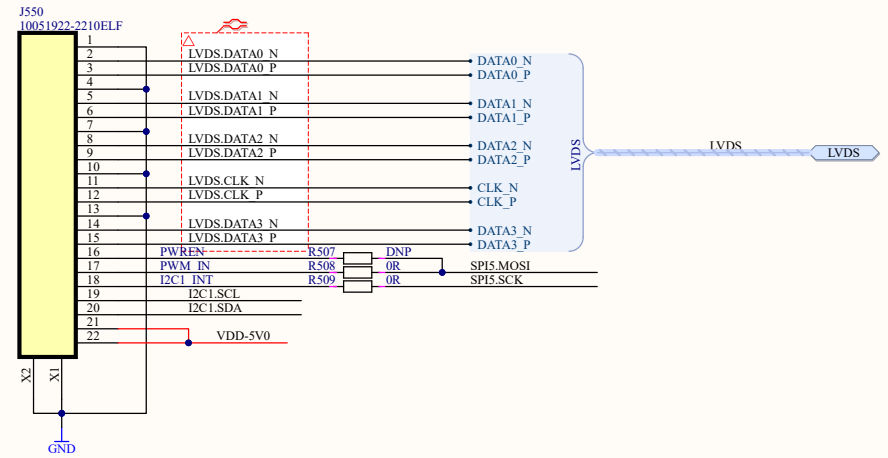 J550
10051922-2210ELF
1
2 LVDS.DATA0_N DATA0_N
3 LVDS.DATA0_P DATA0_P
4
5 LVDS.DATA1_N DATA1_N
6 LVDS.DATA1_P DATA1_P
7
8 LVDS.DATA2_N DATA2_N
9 LVDS.DATA2_P DATA2_P
LVDS LVDS LVDS
10
11 LVDS.CLK_N CLK_N
12 LVDS.CLK_P CLK_P
13
14 LVDS.DATA3_N DATA3_N
15 LVDS.DATA3_P DATA3_P
16 PWREN R507 DNP
17 PWM_IN R508 0R SPI5.MOSI
18 I2C1_INT R509 0R SPI5.SCK
19 I2C1.SCL
20 I2C1.SDA
21
22 VDD-5V0
X2 X1
GND